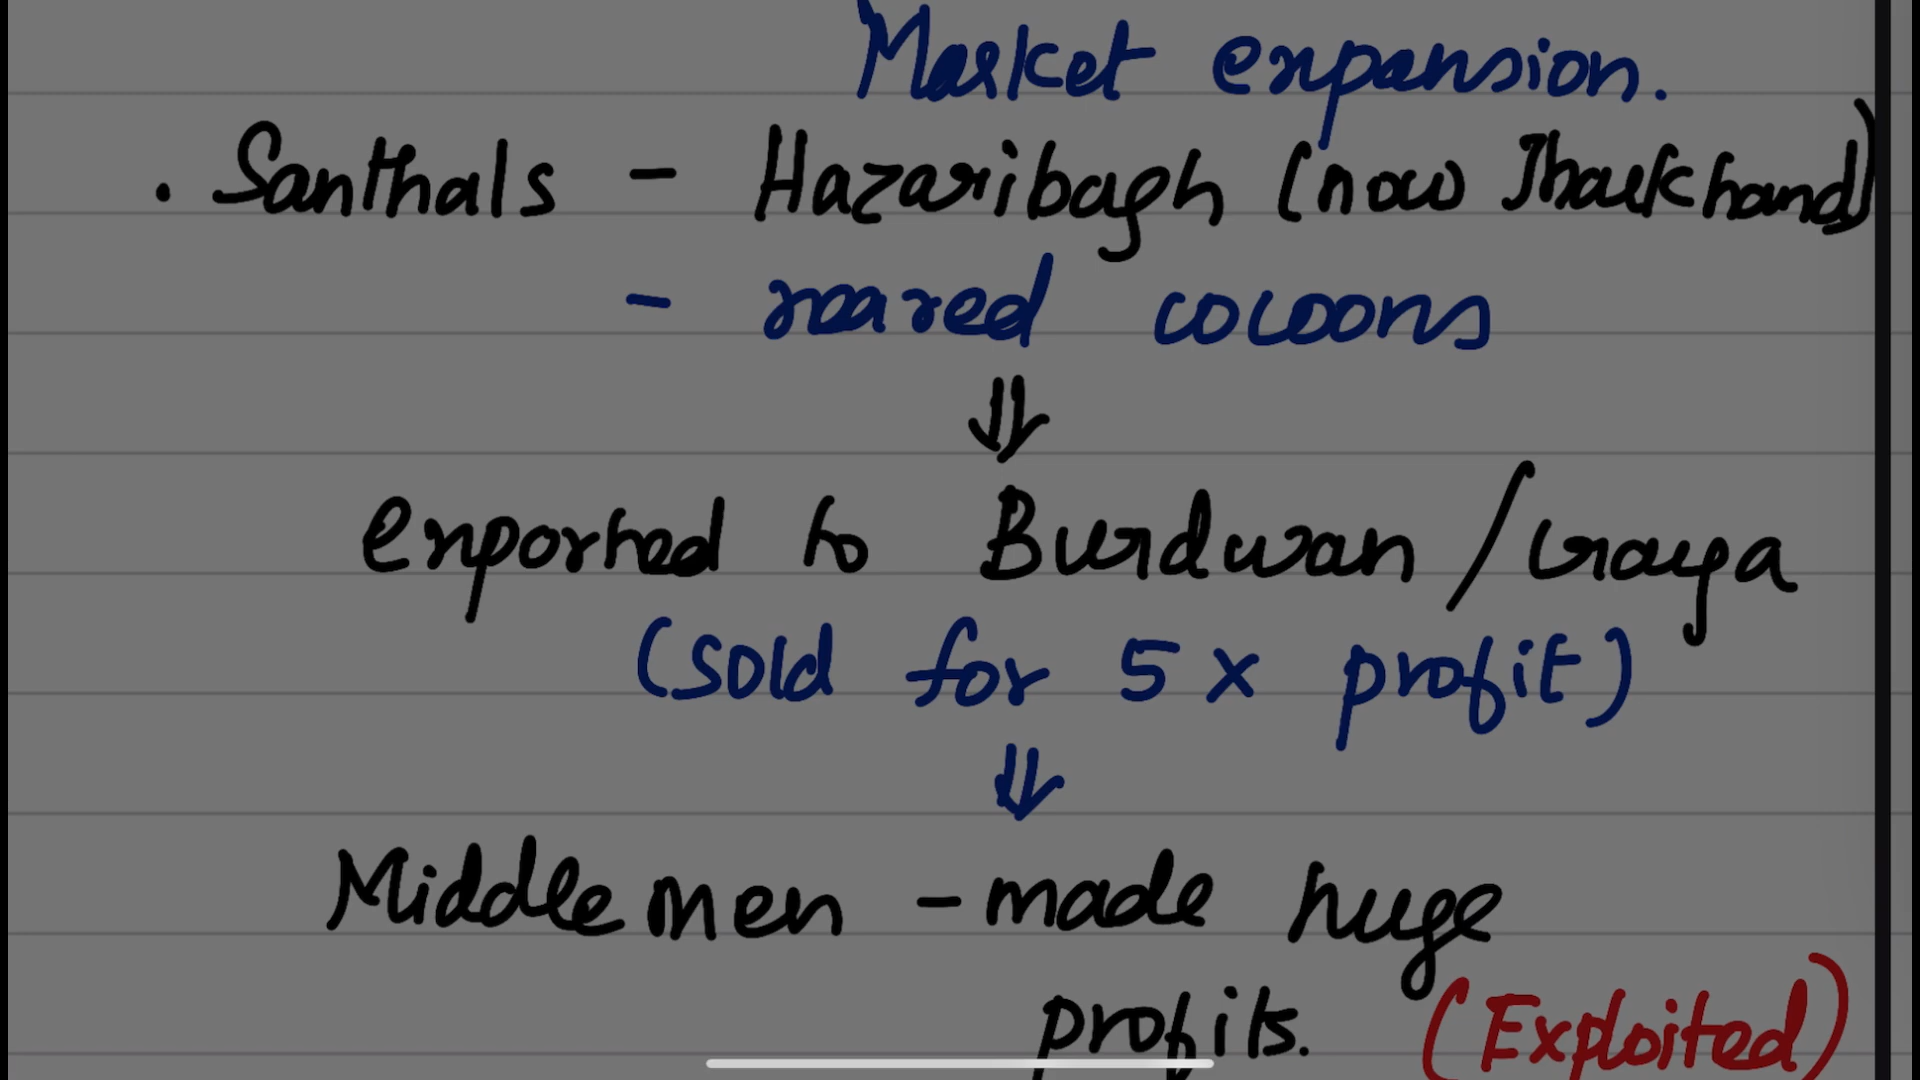 Market expansion.
. Santhals - Hazaribagh (now Jharkhand)
- reared cocoons
⇓
exported to Burdwan / Gaya
(sold for 5x profit)
⇓
Middlemen - made huge
profits. (Exploited)